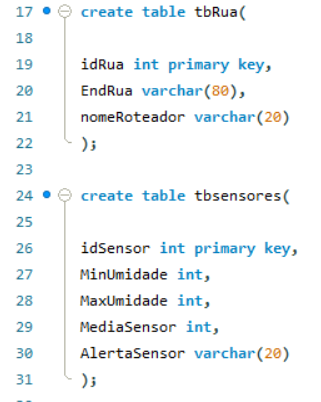 17 create table tbRua(
18
19 idRua int primary key,
20 EndRua varchar(80),
21 nomeRoteador varchar(20)
22 );
23
24 create table tbsensores(
25
26 idSensor int primary key,
27 MinUmidade int,
28 MaxUmidade int,
29 MediaSensor int,
30 AlertaSensor varchar(20)
31 );